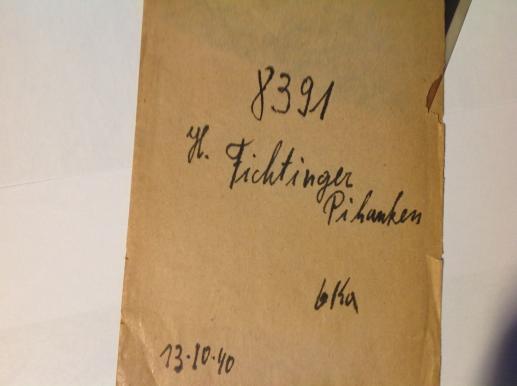 8391
H. Fichtinger
Pihanken
6Ka
13.10.40